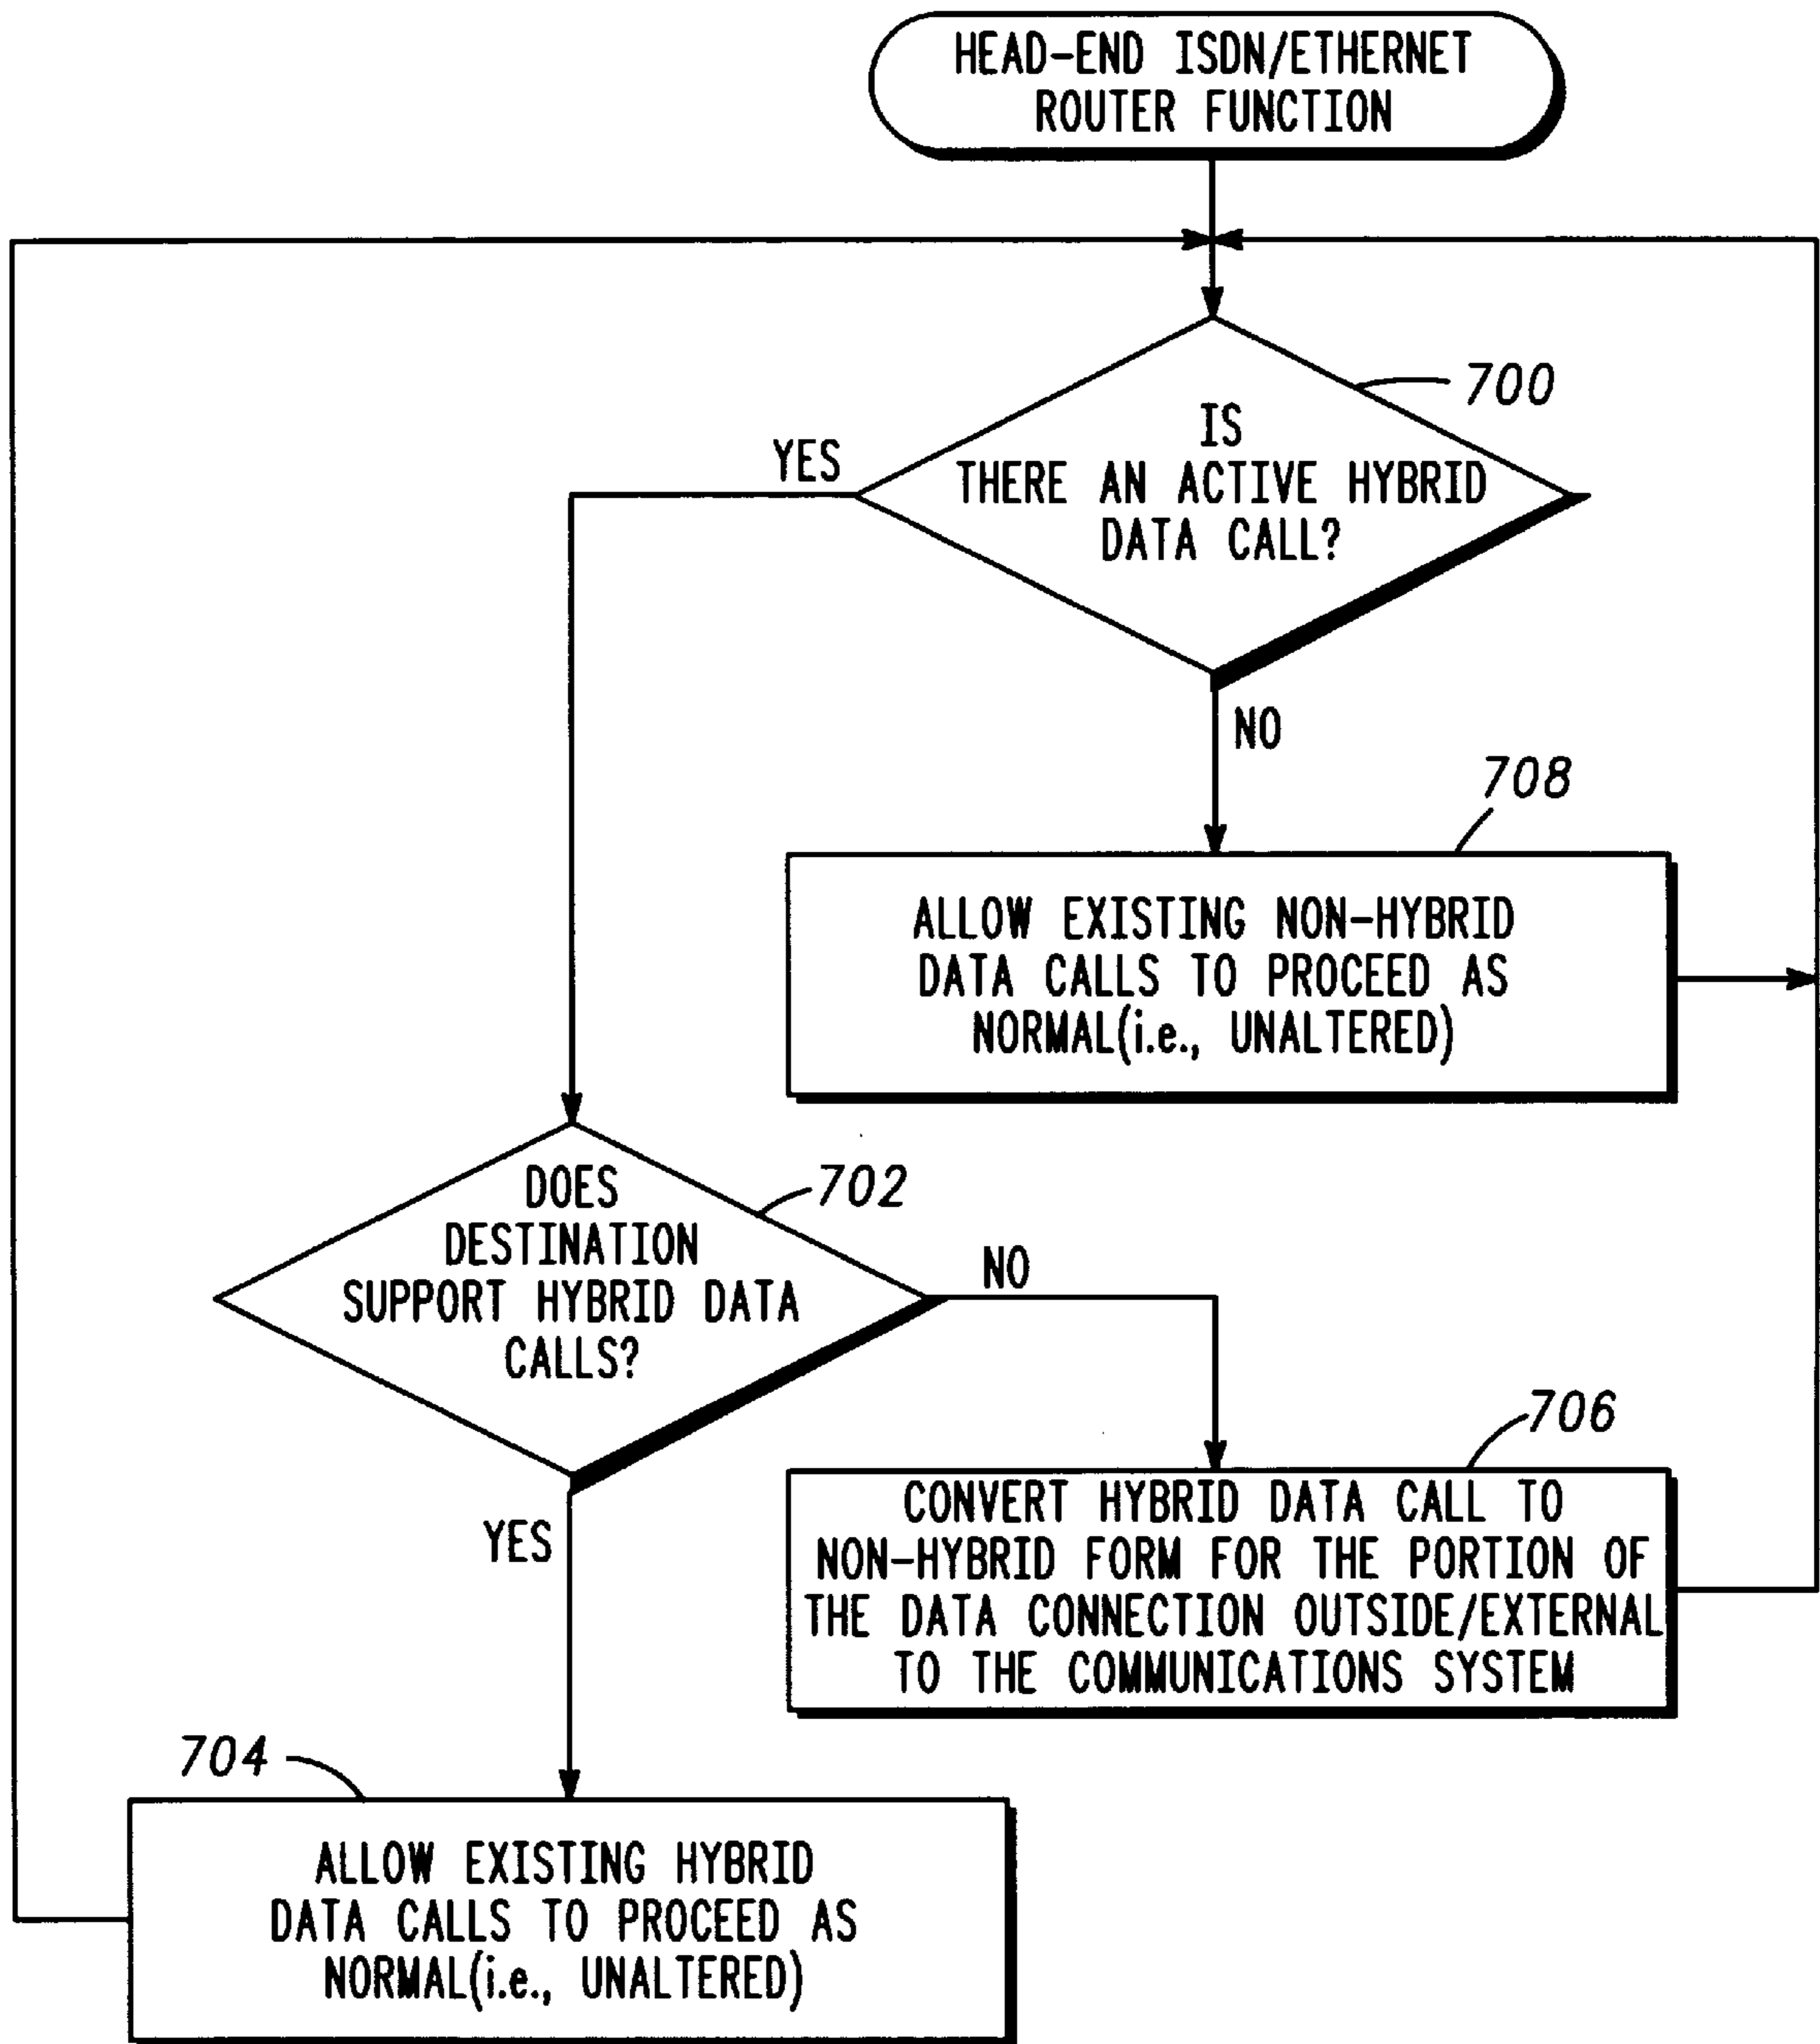 HEAD-END ISDN/ETHERNET
ROUTER FUNCTION
700
IS
THERE AN ACTIVE HYBRID
DATA CALL?
YES
NO
708
ALLOW EXISTING NON-HYBRID
DATA CALLS TO PROCEED AS
NORMAL(i.e., UNALTERED)
702
DOES
DESTINATION
SUPPORT HYBRID DATA
CALLS?
NO
YES
706
CONVERT HYBRID DATA CALL TO
NON-HYBRID FORM FOR THE PORTION OF
THE DATA CONNECTION OUTSIDE/EXTERNAL
TO THE COMMUNICATIONS SYSTEM
704
ALLOW EXISTING HYBRID
DATA CALLS TO PROCEED AS
NORMAL(i.e., UNALTERED)